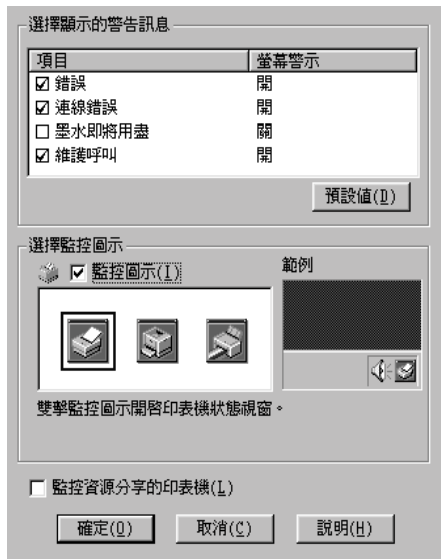 選擇顯示的警告訊息
項目 螢幕警示
錯誤 開
連線錯誤 開
墨水即將用盡 關
維護呼叫 開
預設值(D)
選擇監控圖示
監控圖示(I) 範例
雙擊監控圖示開啓印表機狀態視窗。
監控資源分享的印表機(L)
確定(O) 取消(C) 說明(H)